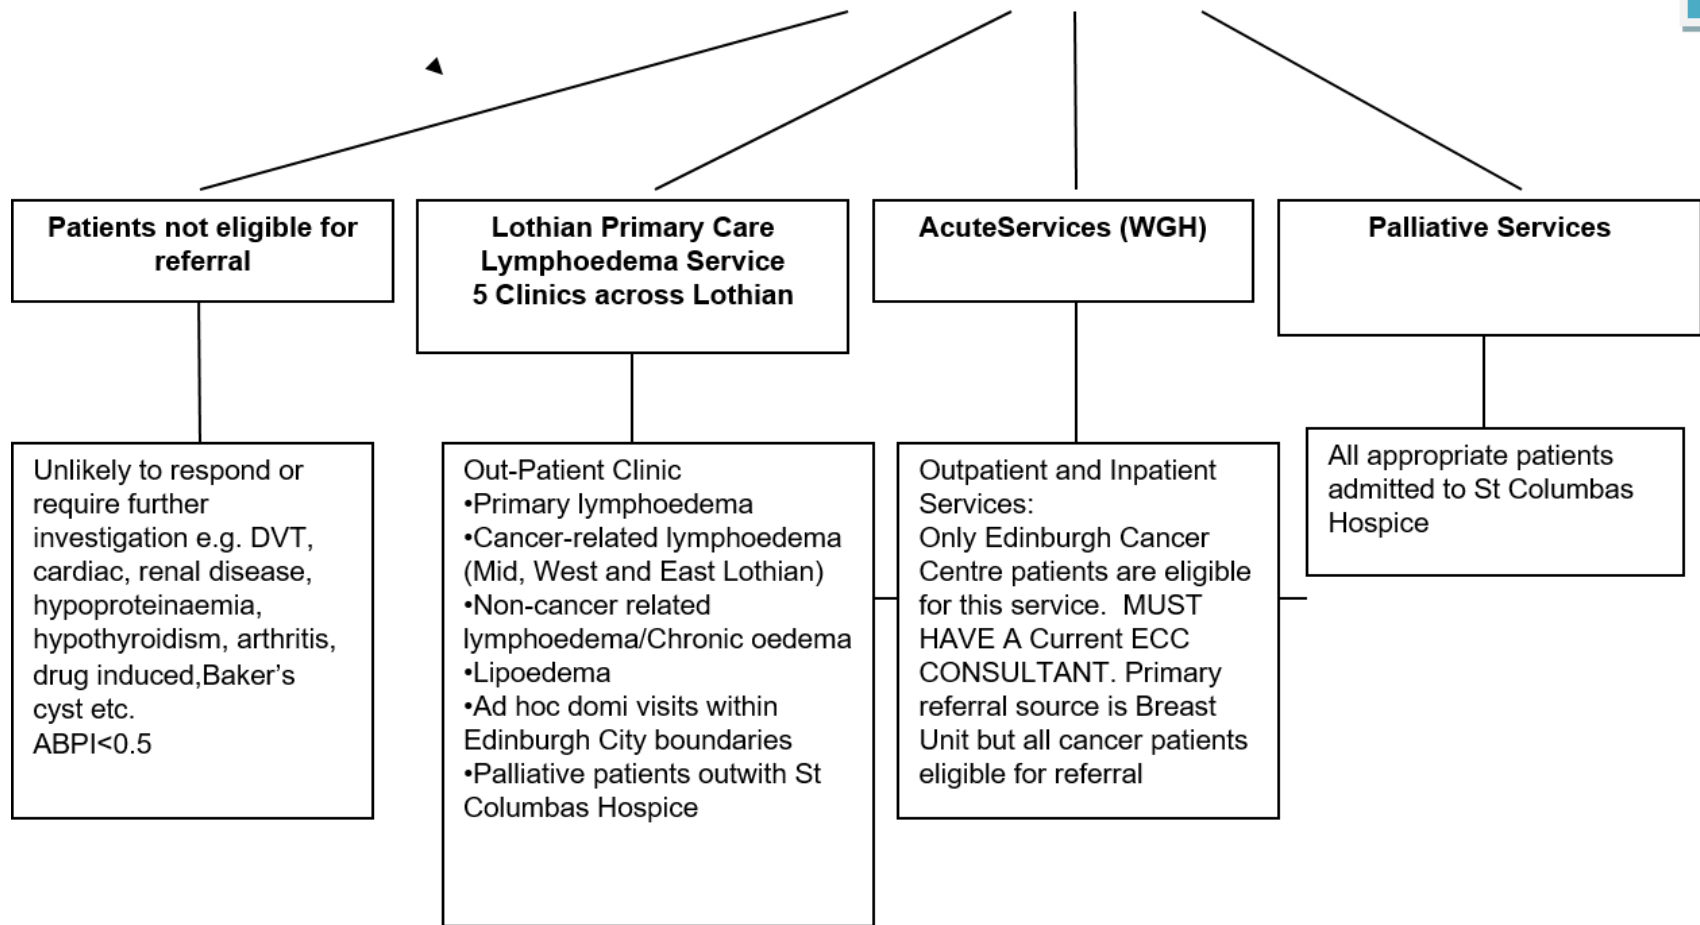 Patients not eligible for
referral
Lothian Primary Care
Lymphoedema Service
5 Clinics across Lothian
AcuteServices (WGH)
Palliative Services
Unlikely to respond or
require further
investigation e.g. DVT,
cardiac, renal disease,
hypoproteinaemia,
hypothyroidism, arthritis,
drug induced,Baker’s
cyst etc.
ABPI<0.5
Out-Patient Clinic
•Primary lymphoedema
•Cancer-related lymphoedema
(Mid, West and East Lothian)
•Non-cancer related
lymphoedema/Chronic oedema
•Lipoedema
•Ad hoc domi visits within
Edinburgh City boundaries
•Palliative patients outwith St
Columbas Hospice
Outpatient and Inpatient
Services:
Only Edinburgh Cancer
Centre patients are eligible
for this service.  MUST
HAVE A Current ECC
CONSULTANT. Primary
referral source is Breast
Unit but all cancer patients
eligible for referral
All appropriate patients
admitted to St Columbas
Hospice